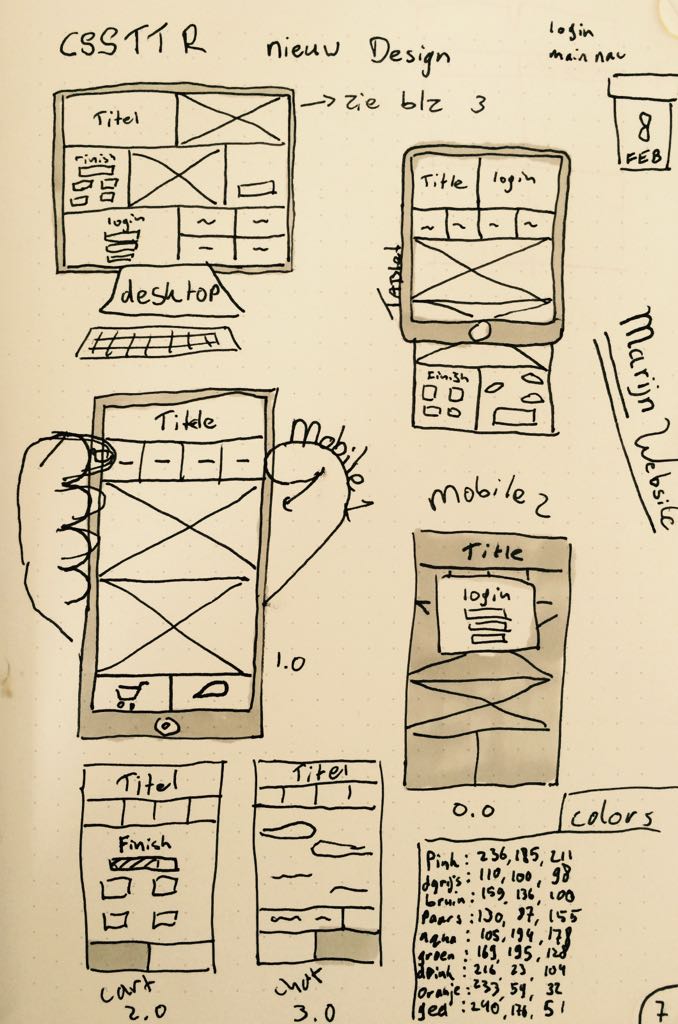 CSSTTR
nieuw Design
login
main nav
→ zie blz 3
8
FEB
Titel
Finish
login
desktop
Title
login
Tablet
Finish
Marijn Website
Title
Mobile 1
1.0
mobile 2
Title
login
0.0
Titel
Finish
cart
2.0
Titel
chat
3.0
colors
Pink: 236, 185, 211
dgrijs: 110, 100, 98
bruin: 159, 136, 100
Paars: 130, 87, 155
aqua: 105, 194, 179
groen: 169, 195, 128
dPink: 216, 23, 104
Oranje: 233, 59, 32
geel: 240, 176, 51
7